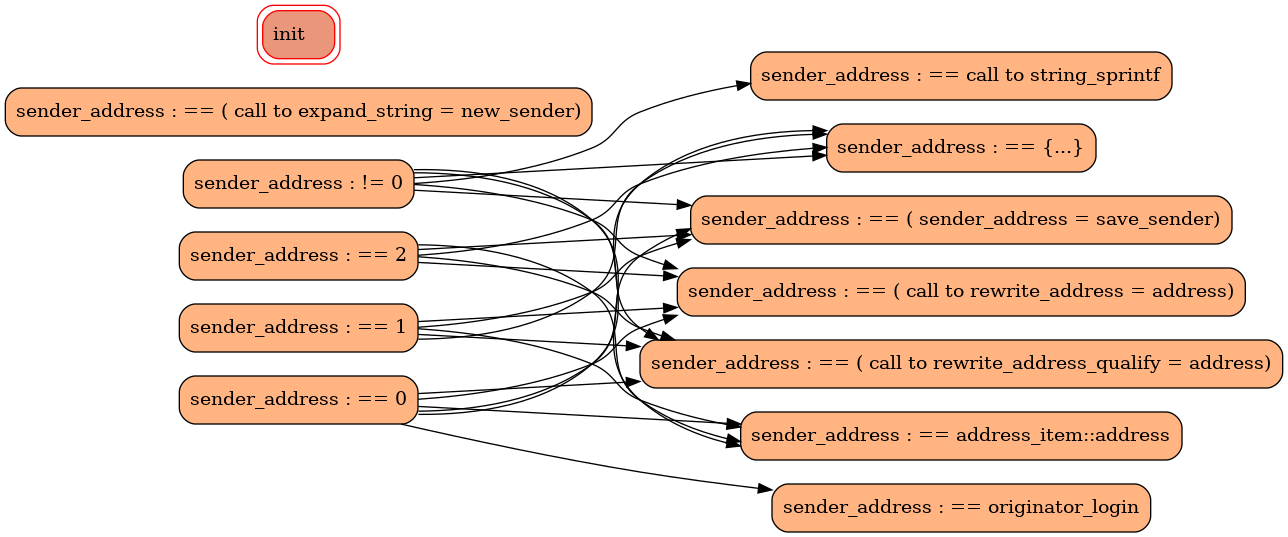 init
sender_address : == ( call to expand_string = new_sender)
sender_address : != 0
sender_address : == 2
sender_address : == 1
sender_address : == 0
sender_address : == call to string_sprintf
sender_address : == {...}
sender_address : == ( sender_address = save_sender)
sender_address : == ( call to rewrite_address = address)
sender_address : == ( call to rewrite_address_qualify = address)
sender_address : == address_item::address
sender_address : == originator_login